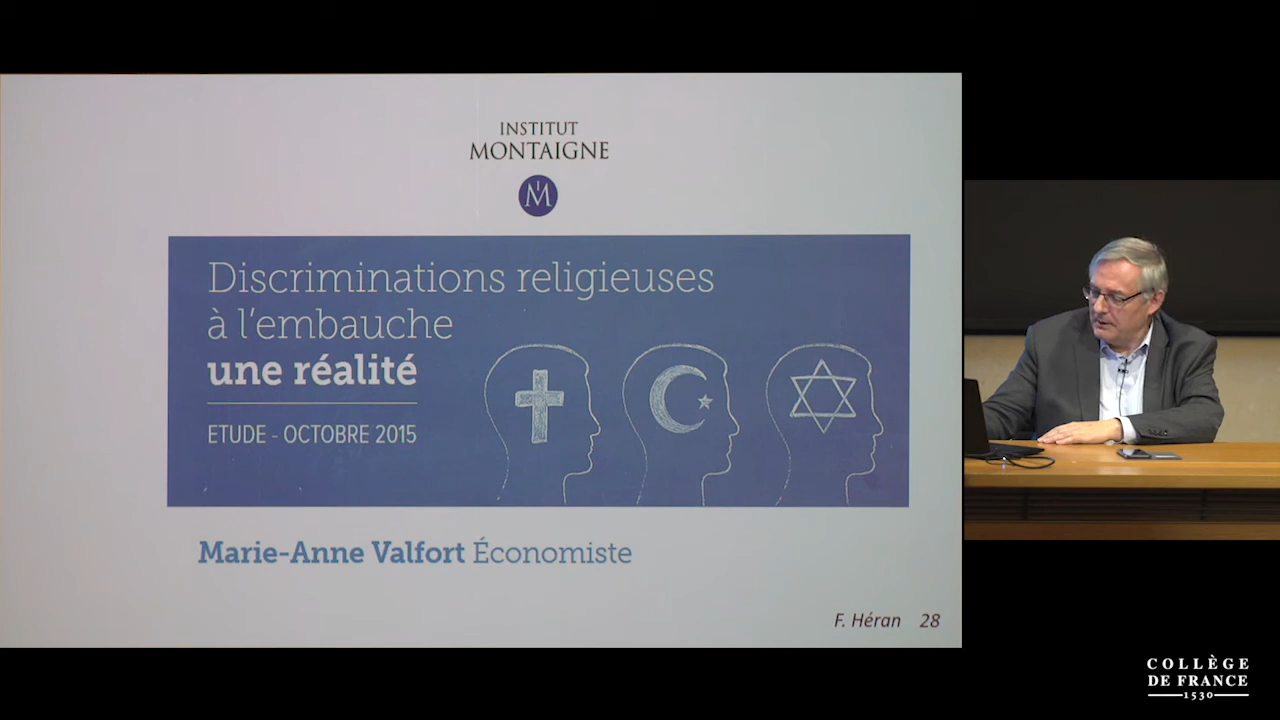 INSTITUT
MONTAIGNE
M
Discriminations religieuses
à l'embauche
une réalité
ETUDE - OCTOBRE 2015
Marie-Anne Valfort Économiste
F. Héran 28
COLLÈGE
DE FRANCE
1530